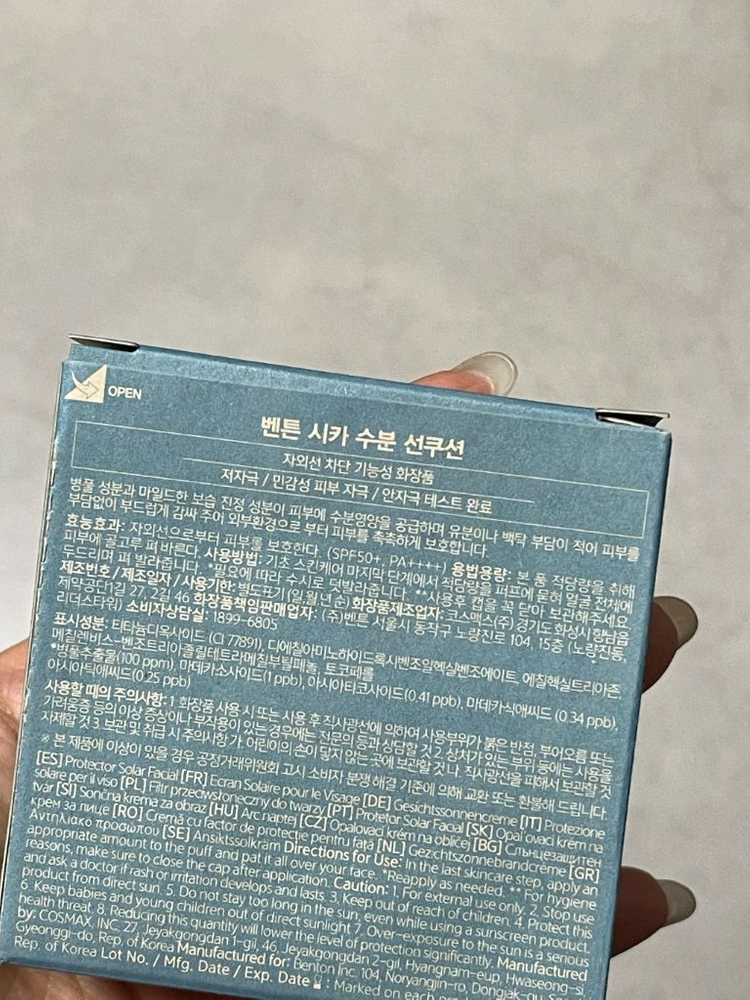 OPEN
벤튼 시카 수분 선쿠션
자외선 차단 기능성 화장품
저자극 / 민감성 피부 자극 / 안자극 테스트 완료
병풀 성분과 마일드한 보습 진정 성분이 피부에 수분영양을 공급하며 유분이나 백탁 부담이 적어 피부를
부담없이 부드럽게 감싸 주어 외부환경으로 부터 피부를 촉촉하게 보호합니다.
효능효과: 자외선으로부터 피부를 보호한다. (SPF50+, PA++++) 용법용량: 본 품 적당량을 취해
피부에 골고루 펴 바른다. 사용방법: 기초 스킨케어 마지막 단계에서 적당량을 퍼프에 묻혀 얼굴 전체에
두드리며 펴 발라줍니다. *필요에 따라 수시로 덧발라줍니다. **사용후 캡을 꼭 닫아 보관해주세요.
제조번호 / 제조일자 / 사용기한: 별도표기(일,월,년 순) 화장품제조업자: 코스맥스(주) 경기도 화성시 향남읍
제약공단1길 27, 2길 46 화장품책임판매업자: (주)벤튼 서울시 동작구 노량진로 104, 15층 (노량진동,
리더스타워) 소비자상담실: 1899-6805
표시성분: 티타늄디옥사이드 (CI 77891), 디에칠아미노하이드록시벤조일헥실벤조에이트, 에칠헥실트리아존,
메칠렌비스-벤조트리아졸릴테트라메칠부틸페놀, 토코페롤
*병풀추출물(100 ppm), 마데카소사이드(1 ppb), 아시아티코사이드(0.41 ppb), 마데카식애씨드 (0.34 ppb),
아시아틱애씨드(0.25 ppb)
사용할 때의 주의사항: 1 화장품 사용 시 또는 사용 후 직사광선에 의하여 사용부위가 붉은 반점, 부어오름 또는
가려움증 등의 이상 증상이나 부작용이 있는 경우에는 전문의 등과 상담할 것 2. 상처가 있는 부위 등에는 사용을
자제할 것 3. 보관 및 취급 시 주의사항 가. 어린이의 손이 닿지 않는 곳에 보관할 것 나. 직사광선을 피해서 보관할 것
※ 본 제품에 이상이 있을 경우 공정거래위원회 고시 소비자 분쟁 해결 기준에 의해 교환 또는 환불해 드립니다.
[ES] Protector Solar Facial [FR] Ecran Solaire pour le Visage [DE] Gesichtssonnencreme [IT] Protezione
solare per il viso [PL] Filtr przeciwsłoneczny do twarzy [PT] Protetor Solar Facial [SK] Opaľovací krém na
tvár [SI] Sončna krema za obraz [HU] Arc naptej [CZ] Opalovací krém na obličej [BG] Слънцезащитен
крем за лице [RO] Cremă cu factor de protecție pentru față [NL] Gezichtszonnebrandcrème [GR]
Αντηλιακό προσώπου [SE] Ansiktssolkräm Directions for Use: In the last skincare step, apply an
appropriate amount to the puff and pat it all over your face. *Reapply as needed. ** For hygiene
reasons, make sure to close the cap after application. Caution: 1. For external use only. 2. Stop use
and ask a doctor if rash or irritation develops and lasts. 3. Keep out of reach of children. 4. Protect this
product from direct sun. 5. Do not stay too long in the sun, even while using a sunscreen product.
6. Keep babies and young children out of direct sunlight 7. Over-exposure to the sun is a serious
health threat. 8. Reducing this quantity will lower the level of protection significantly. Manufactured
by: COSMAX, INC. 27, Jeyakgongdan 1-gil, 46, Jeyakgongdan 2-gil, Hyangnam-eup, Hwaseong-si,
Gyeonggi-do, Rep. of Korea Manufactured for: Benton Inc. 104, Noryangjin-ro, Dongjak-gu,
Rep. of Korea Lot No. / Mfg. Date / Exp. Date : Marked on each